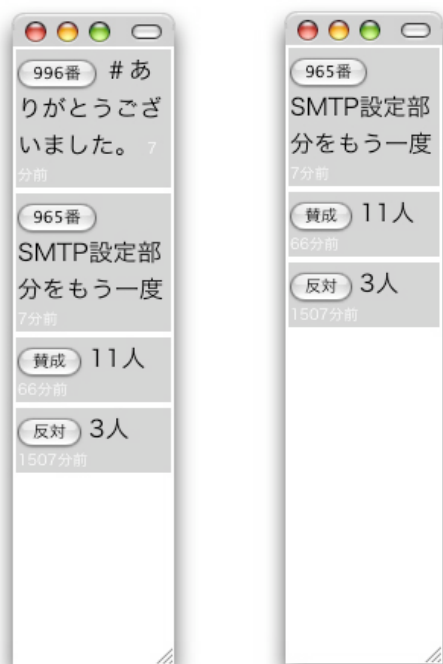 996番 #あ
りがとうござ
いました。 7
分前
965番
SMTP設定部
分をもう一度
7分前
賛成 11人
66分前
反対 3人
1507分前
965番
SMTP設定部
分をもう一度
7分前
賛成 11人
66分前
反対 3人
1507分前